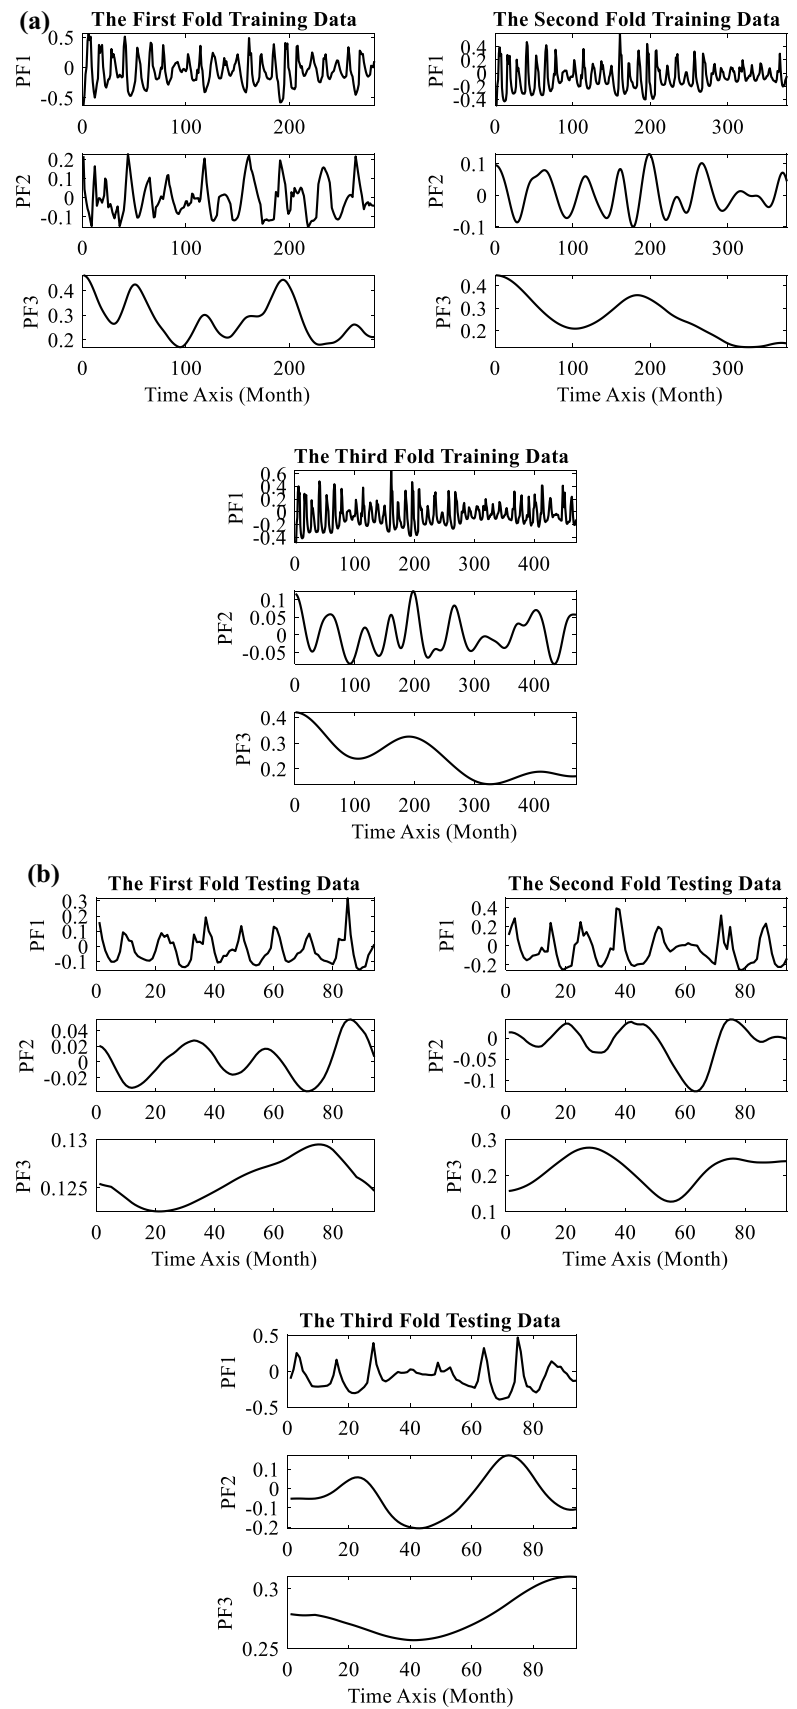 (a)
The First Fold Training Data
PF1
0.5
0
-0.5
0 100 200
PF2
0.2
0.1
0
-0.1
0 100 200
PF3
0.4
0.3
0.2
0 100 200
Time Axis (Month)
The Second Fold Training Data
PF1
0.4
0.2
0
-0.2
-0.4
0 100 200 300
PF2
0.1
0
-0.1
0 100 200 300
PF3
0.4
0.3
0.2
0 100 200 300
Time Axis (Month)
The Third Fold Training Data
PF1
0.6
0.4
0.2
0
-0.2
-0.4
0 100 200 300 400
PF2
0.1
0.05
0
-0.05
0 100 200 300 400
PF3
0.4
0.3
0.2
0 100 200 300 400
Time Axis (Month)
(b)
The First Fold Testing Data
PF1
0.3
0.2
0.1
0
-0.1
0 20 40 60 80
PF2
0.04
0.02
0
-0.02
0 20 40 60 80
PF3
0.13
0.125
0 20 40 60 80
Time Axis (Month)
The Second Fold Testing Data
PF1
0.4
0.2
0
-0.2
0 20 40 60 80
PF2
0
-0.05
-0.1
0 20 40 60 80
PF3
0.3
0.2
0.1
0 20 40 60 80
Time Axis (Month)
The Third Fold Testing Data
PF1
0.5
0
-0.5
0 20 40 60 80
PF2
0.1
0
-0.1
-0.2
0 20 40 60 80
PF3
0.3
0.25
0 20 40 60 80
Time Axis (Month)